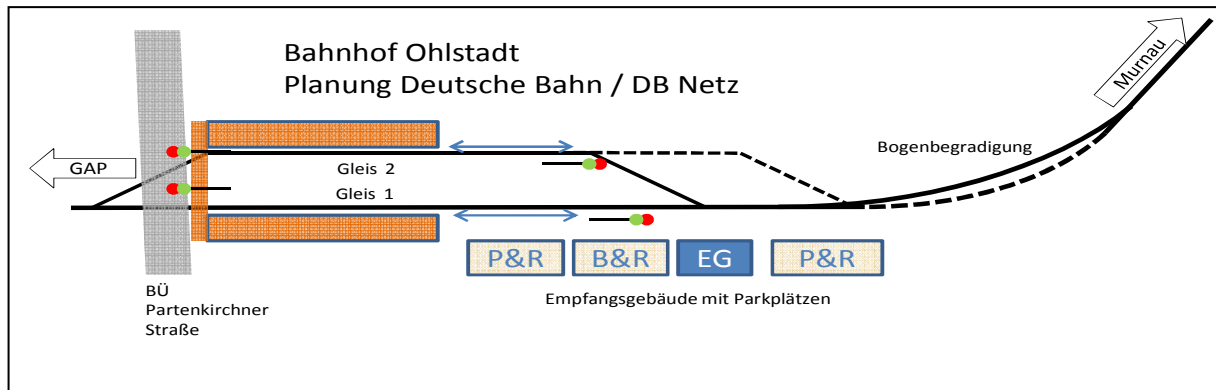 Bahnhof Ohlstadt
Planung Deutsche Bahn / DB Netz
Murnau
GAP
Bogenbegradigung
Gleis 2
Gleis 1
P&R
B&R
EG
P&R
BÜ
Partenkirchner
Straße
Empfangsgebäude mit Parkplätzen